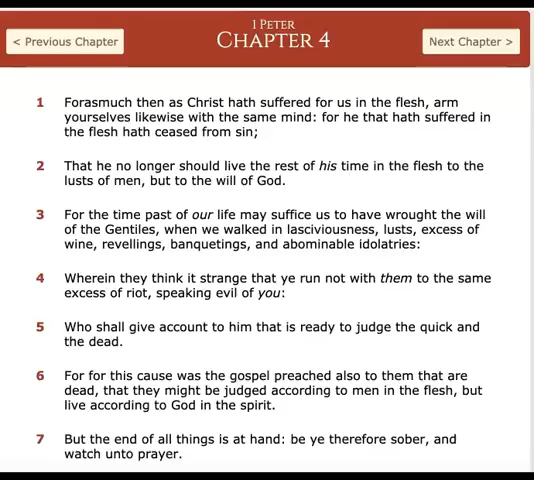 1 PETER
< Previous Chapter
CHAPTER 4
Next Chapter >
1 Forasmuch then as Christ hath suffered for us in the flesh, arm
yourselves likewise with the same mind: for he that hath suffered in
the flesh hath ceased from sin;
2 That he no longer should live the rest of his time in the flesh to the
lusts of men, but to the will of God.
3 For the time past of our life may suffice us to have wrought the will
of the Gentiles, when we walked in lasciviousness, lusts, excess of
wine, revellings, banquetings, and abominable idolatries:
4 Wherein they think it strange that ye run not with them to the same
excess of riot, speaking evil of you:
5 Who shall give account to him that is ready to judge the quick and
the dead.
6 For for this cause was the gospel preached also to them that are
dead, that they might be judged according to men in the flesh, but
live according to God in the spirit.
7 But the end of all things is at hand: be ye therefore sober, and
watch unto prayer.